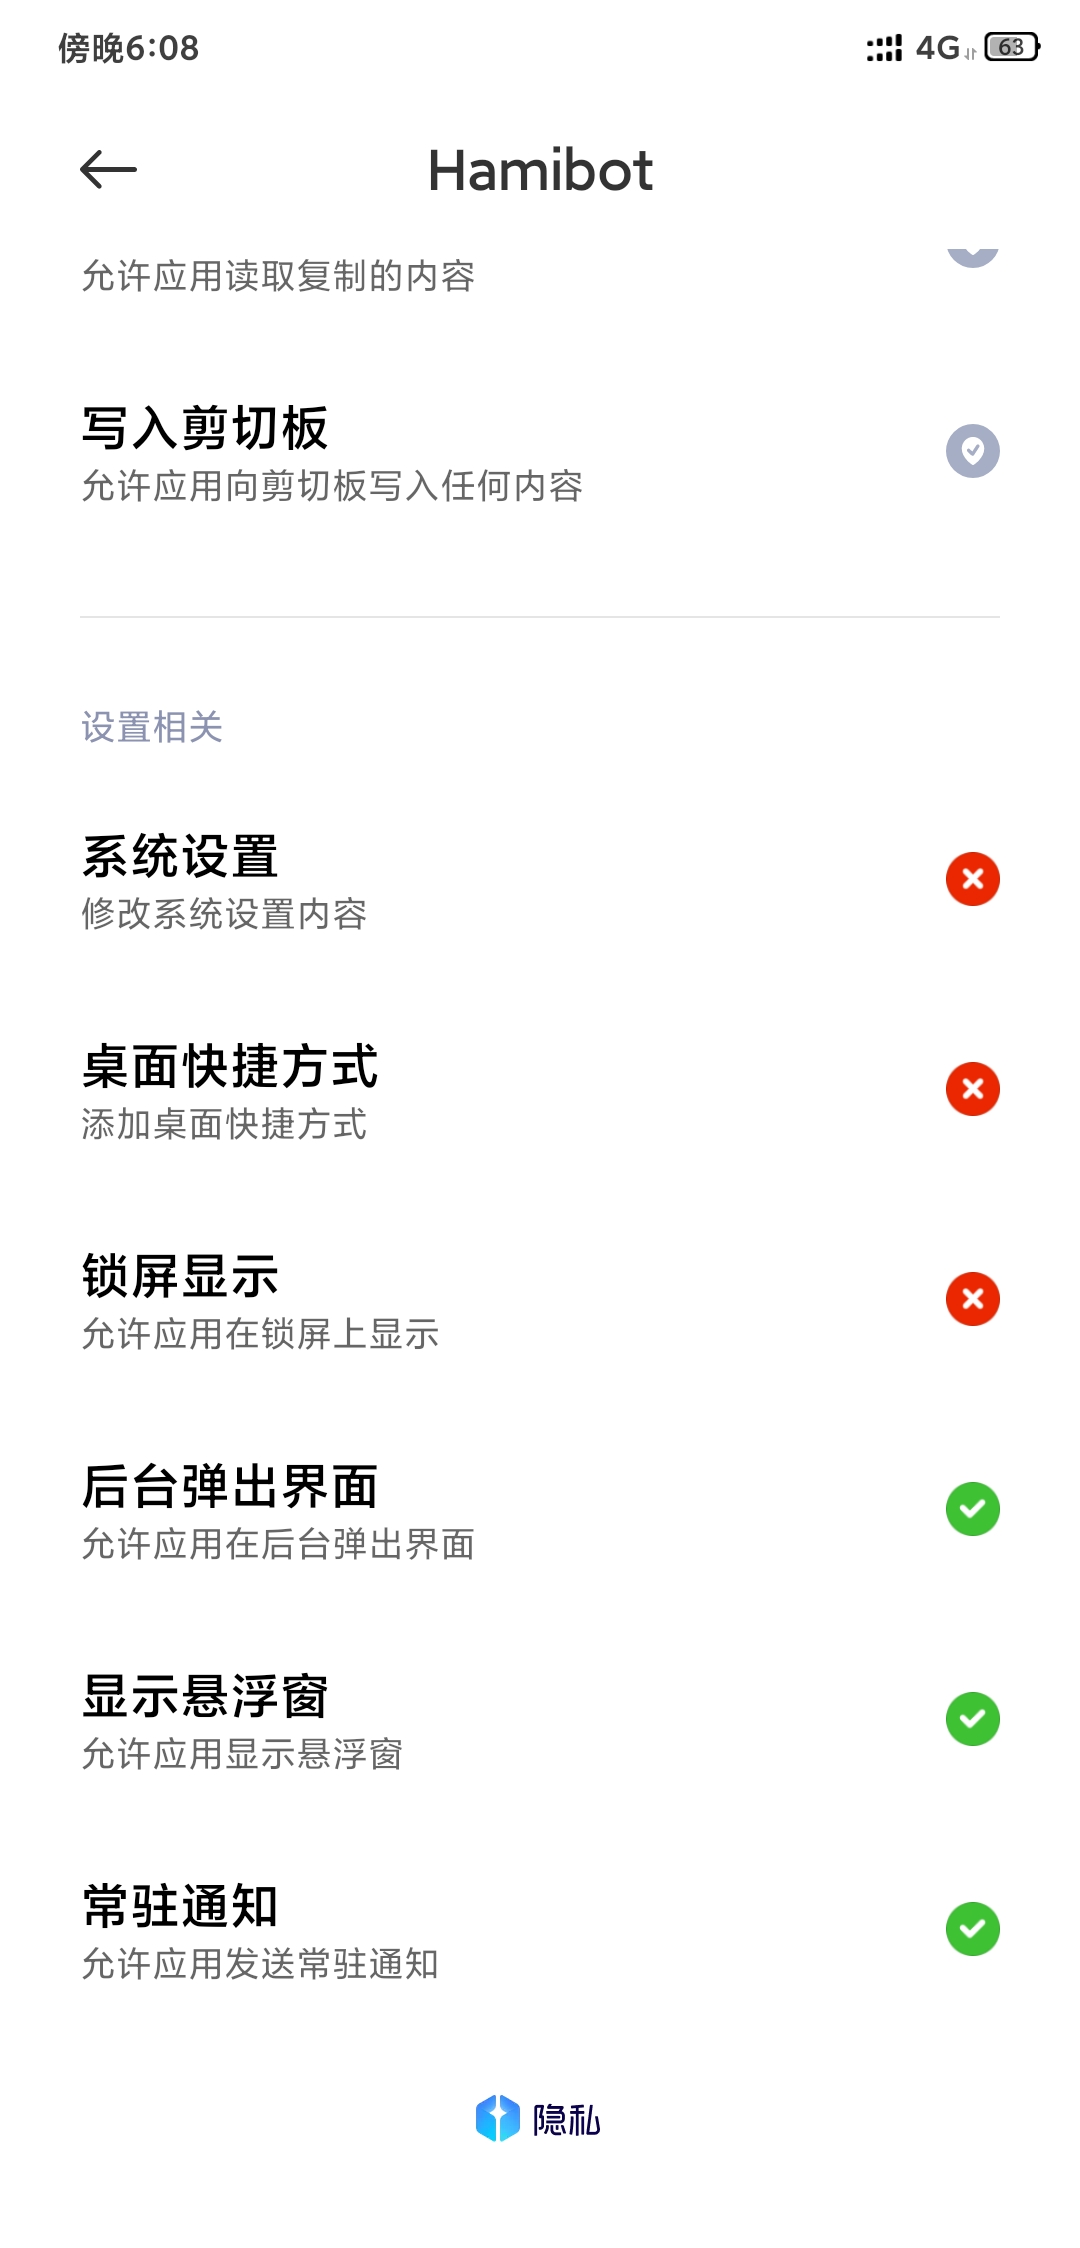 傍晚6:08
4G
63
Hamibot
允许应用读取复制的内容
写入剪切板
允许应用向剪切板写入任何内容
设置相关
系统设置
修改系统设置内容
桌面快捷方式
添加桌面快捷方式
锁屏显示
允许应用在锁屏上显示
后台弹出界面
允许应用在后台弹出界面
显示悬浮窗
允许应用显示悬浮窗
常驻通知
允许应用发送常驻通知
隐私